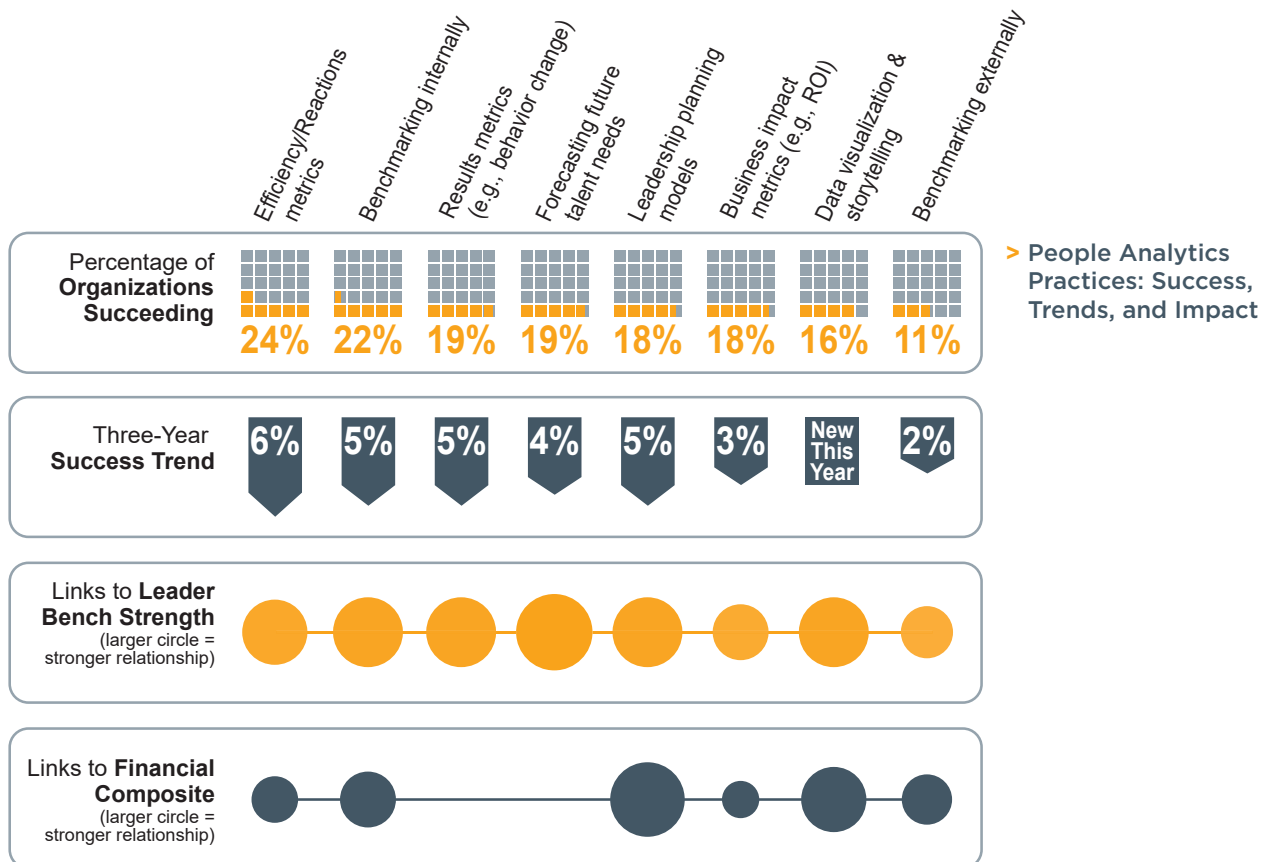 Efficiency/Reactions
metrics
Benchmarking internally
Results metrics
(e.g., behavior change)
Forecasting future
talent needs
Leadership planning
models
Business impact
metrics (e.g., ROI)
Data visualization &
storytelling
Benchmarking externally
Percentage of
Organizations
Succeeding
24% 22% 19% 19% 18% 18% 16% 11%
> People Analytics
Practices: Success,
Trends, and Impact
Three-Year
Success Trend
6% 5% 5% 4% 5% 3% New This Year 2%
Links to Leader
Bench Strength
(larger circle =
stronger relationship)
Links to Financial
Composite
(larger circle =
stronger relationship)